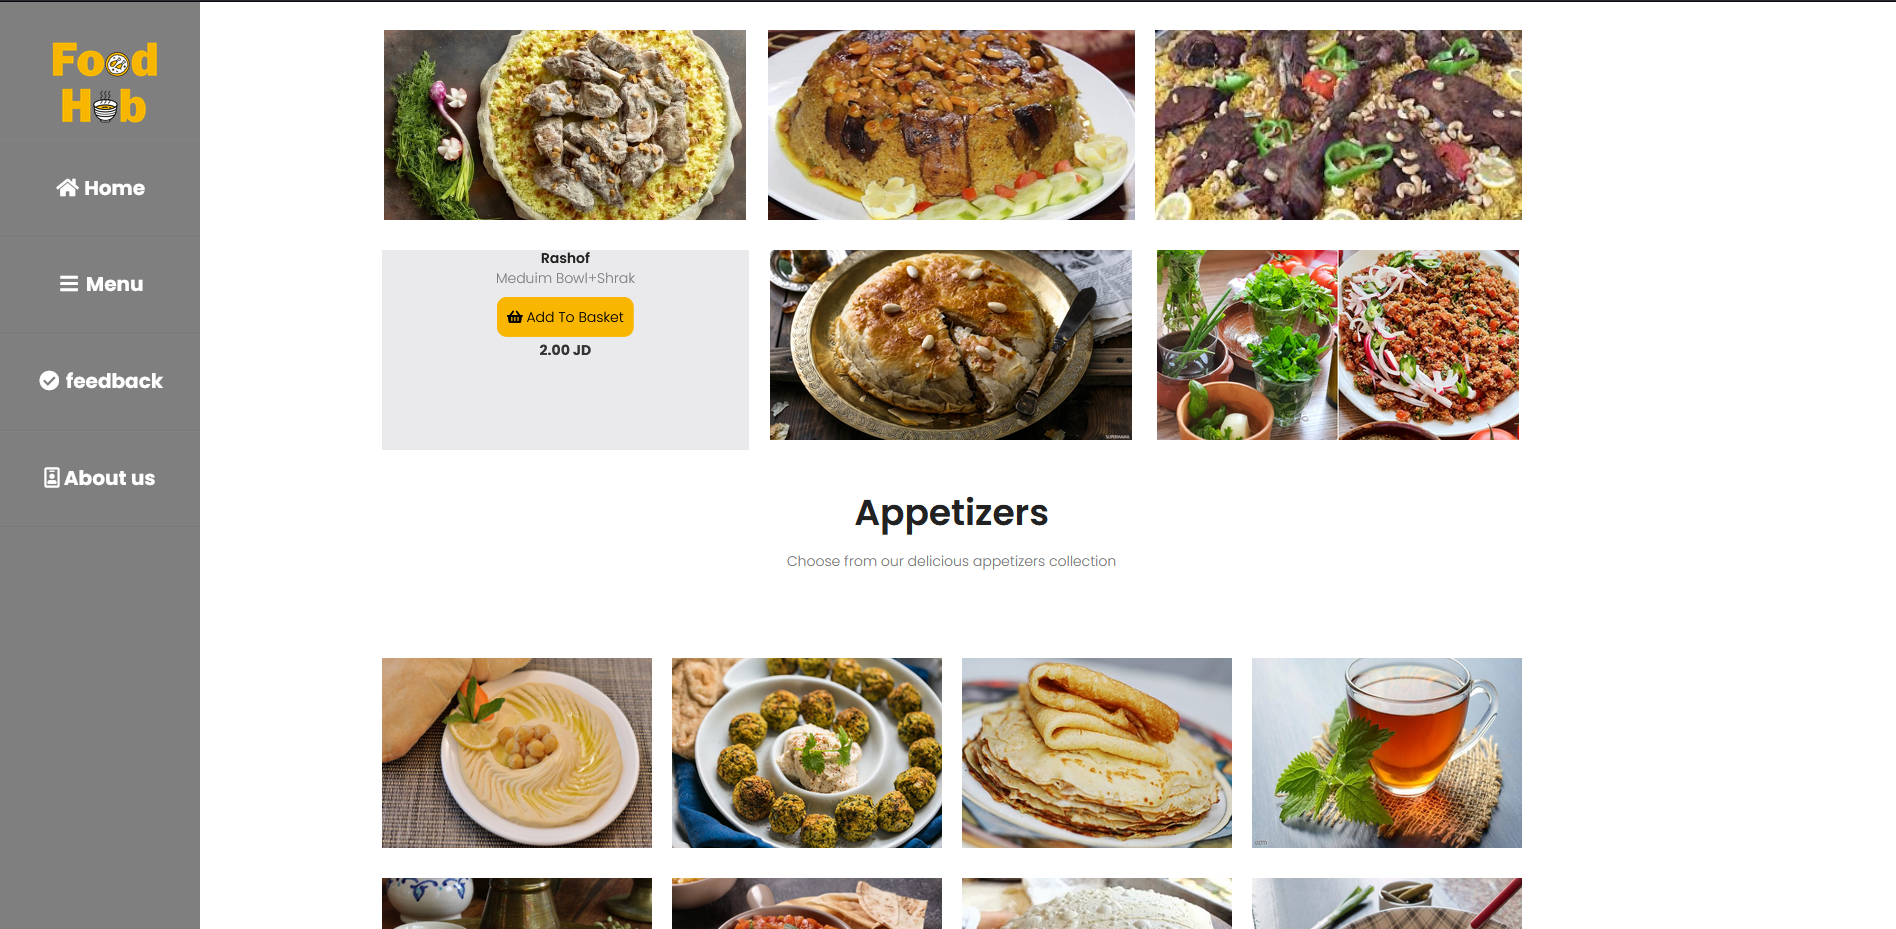 Food
Hub
Home
Menu
feedback
About us
Rashof
Meduim Bowl+Shrak
Add To Basket
2.00 JD
Appetizers
Choose from our delicious appetizers collection